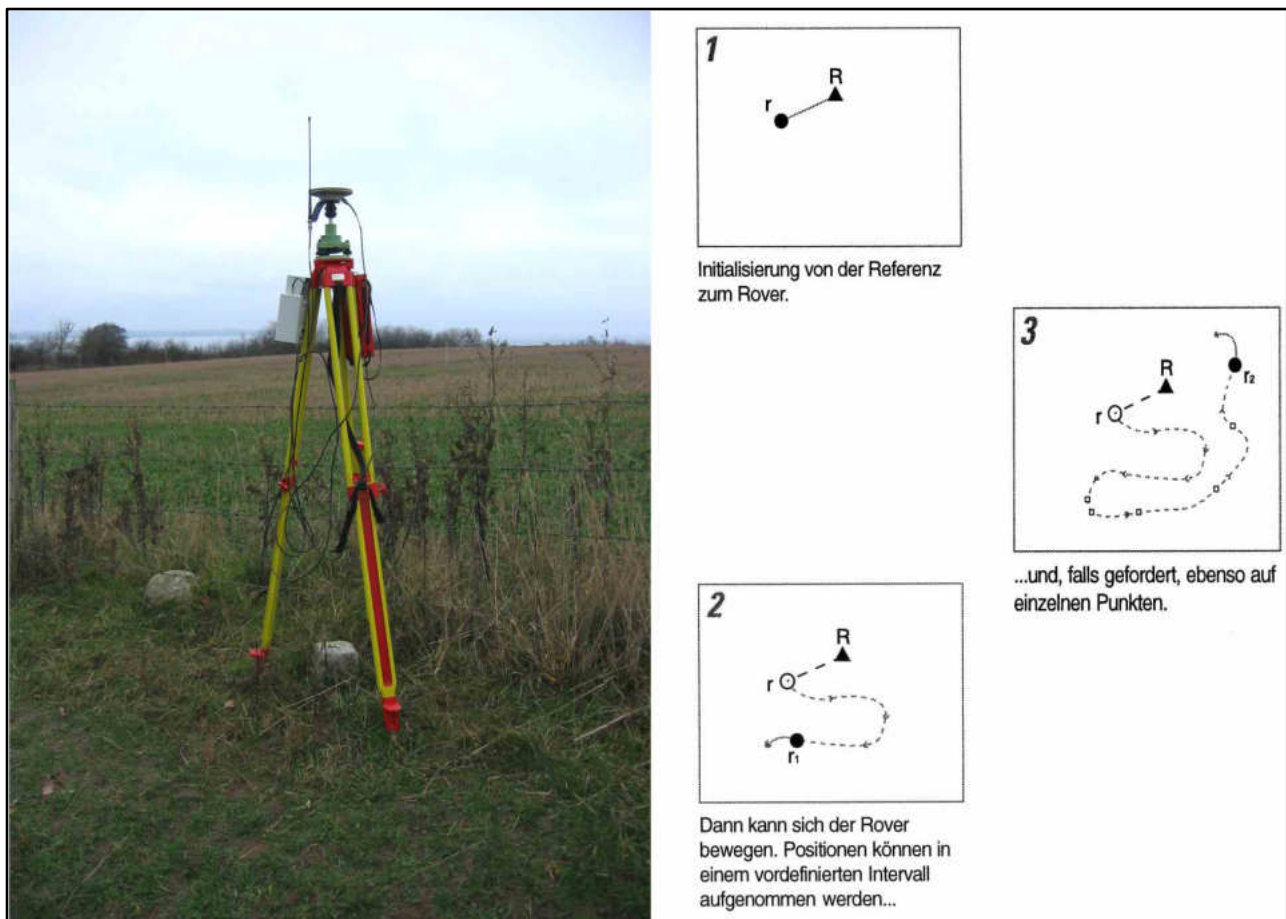 1
R
r
Initialisierung von der Referenz
zum Rover.
2
R
r
r1
Dann kann sich der Rover
bewegen. Positionen können in
einem vordefinierten Intervall
aufgenommen werden...
3
R
r
r2
...und, falls gefordert, ebenso auf
einzelnen Punkten.